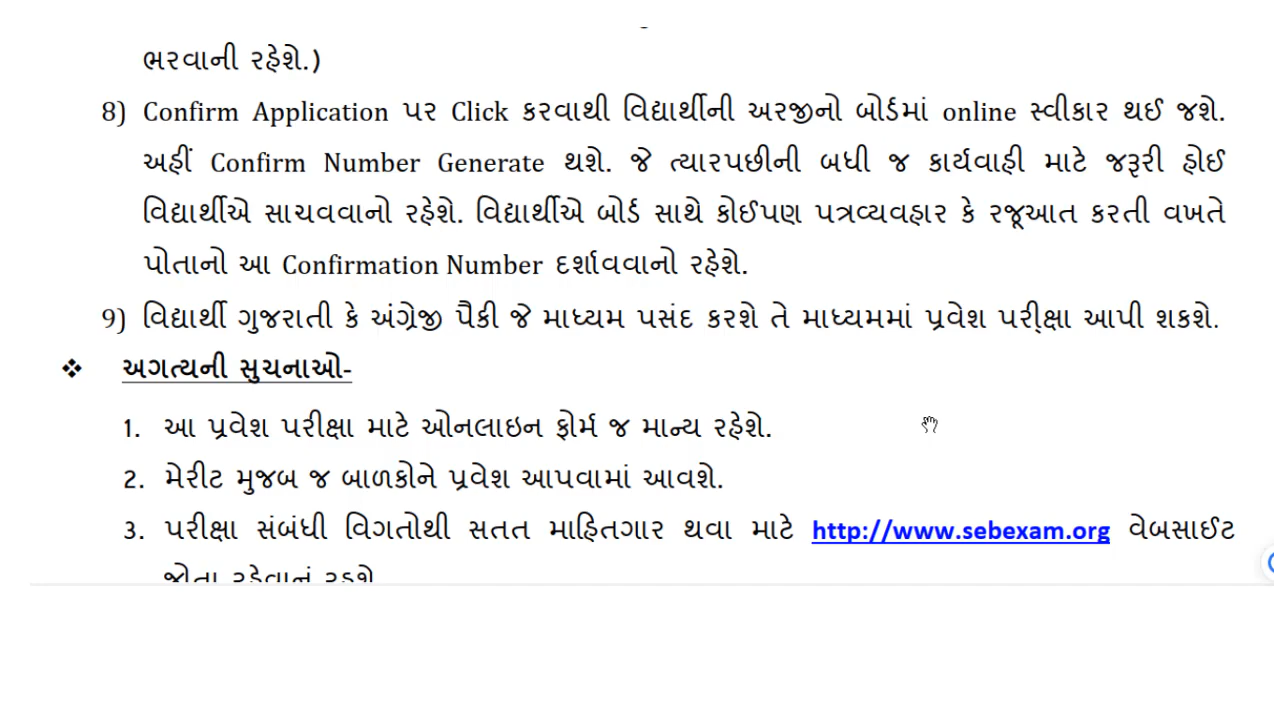 ભરવાની રહેશે.)
8) Confirm Application પર Click કરવાથી વિદ્યાર્થીની અરજીનો બોર્ડમાં online સ્વીકાર થઈ જશે.
અહીં Confirm Number Generate થશે. જે ત્યારપછીની બધી જ કાર્યવાહી માટે જરૂરી હોઈ
વિદ્યાર્થીએ સાચવવાનો રહેશે. વિદ્યાર્થીએ બોર્ડ સાથે કોઈપણ પત્રવ્યવહાર કે રજૂઆત કરતી વખતે
પોતાનો આ Confirmation Number દર્શાવવાનો રહેશે.
9) વિદ્યાર્થી ગુજરાતી કે અંગ્રેજી પૈકી જે માધ્યમ પસંદ કરશે તે માધ્યમમાં પ્રવેશ પરી્ક્ષા આપી શકશે.
❖ અગત્યની સુચનાઓ-
1. આ પ્રવેશ પરીક્ષા માટે ઓનલાઇન ફોર્મ જ માન્ય રહેશે.
2. મેરીટ મુજબ જ બાળકોને પ્રવેશ આપવામાં આવશે.
3. પરીક્ષા સંબંધી વિગતોથી સતત માહિતગાર થવા માટે http://www.sebexam.org વેબસાઈટ
જોતા રહેવાનું રહશે